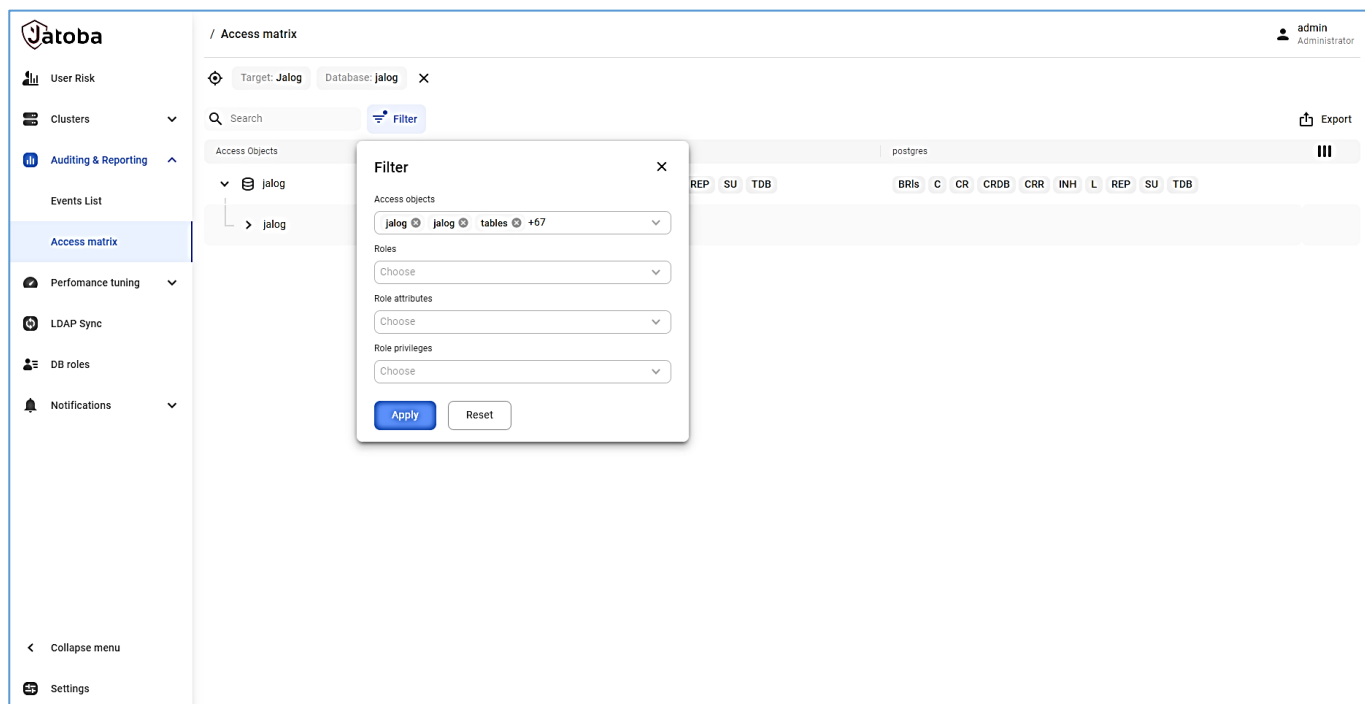 Jatoba
User Risk
Clusters
Auditing & Reporting
Events List
Access matrix
Perfomance tuning
LDAP Sync
DB roles
Notifications
Collapse menu
Settings
/ Access matrix
admin
Administrator
Target: Jalog
Database: jalog
Search
Filter
Export
Access Objects
postgres
jalog
REP SU TDB
BRls C CR CRDB CRR INH L REP SU TDB
jalog
Filter
Access objects
jalog jalog tables +67
Roles
Choose
Role attributes
Choose
Role privileges
Choose
Apply
Reset